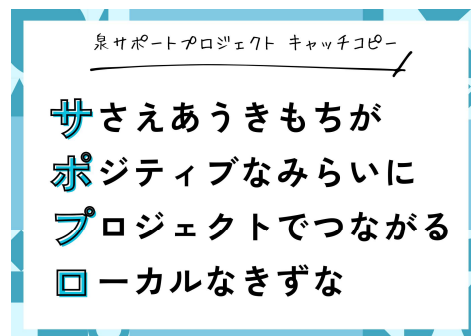 泉サポートプロジェクト キャッチコピー
ササさえあうきもちが
ポジティブなみらいに
プロジェクトでつながる
ローカルなきずな